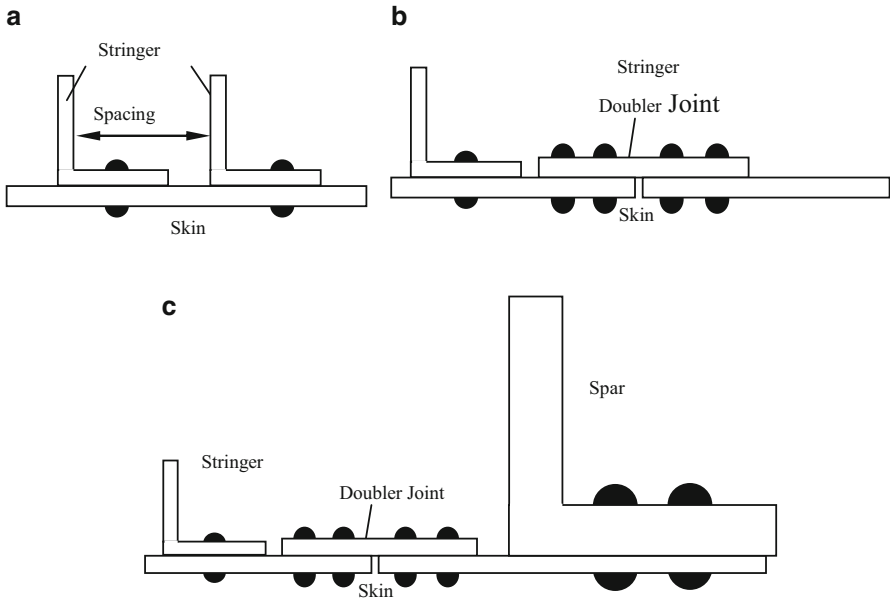 a
Stringer
Spacing
Skin
b
Stringer
Doubler Joint
Skin
c
Spar
Stringer
Doubler Joint
Skin